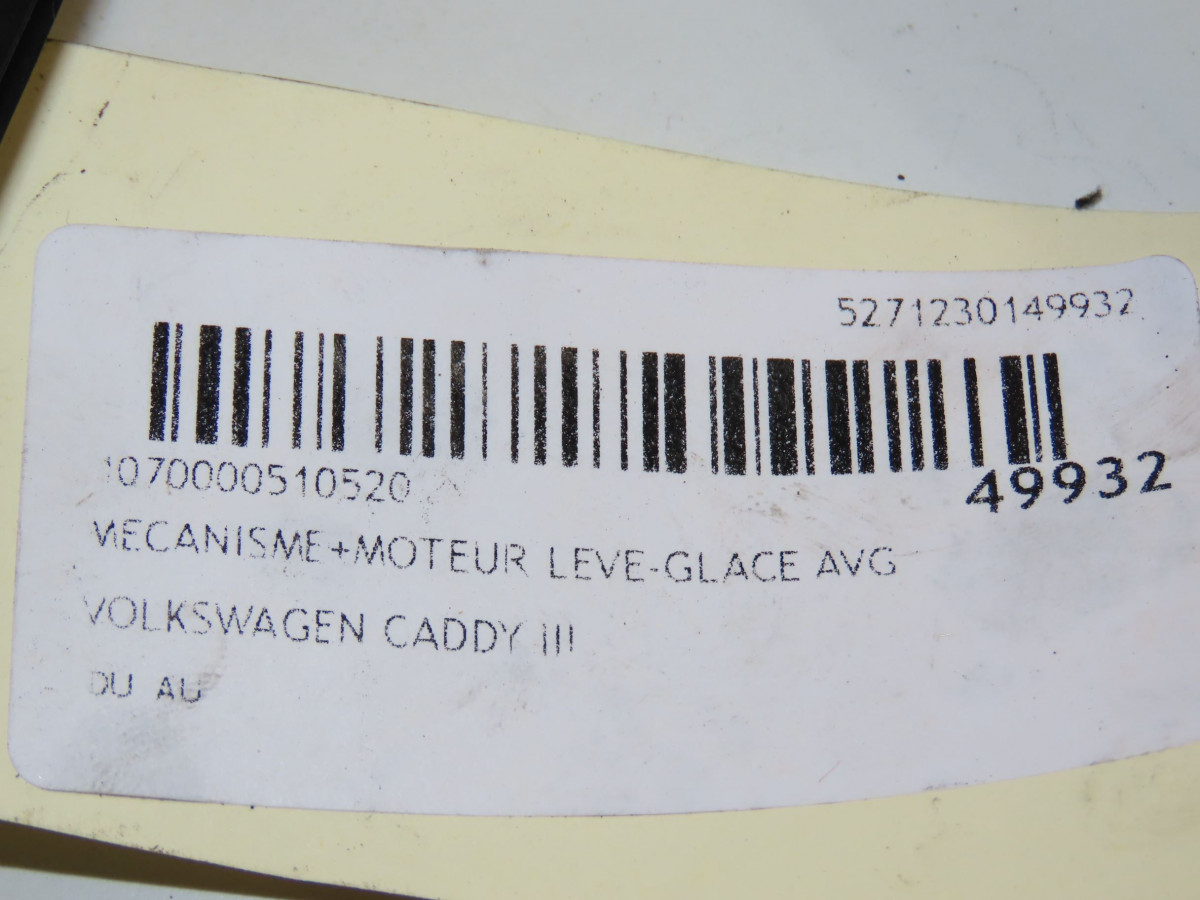 5271230149932
49932
1070000510520
MECANISME+MOTEUR LEVE-GLACE AVG
VOLKSWAGEN CADDY III
DU AU